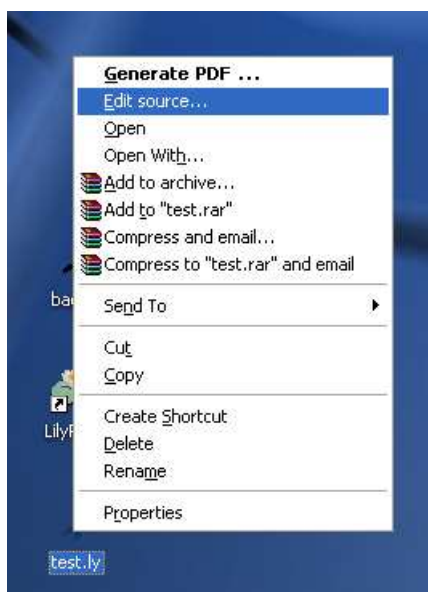 Generate PDF ...
Edit source...
Open
Open With...
Add to archive...
Add to "test.rar"
Compress and email...
Compress to "test.rar" and email
Send To
Cut
Copy
Create Shortcut
Delete
Rename
Properties
test.ly